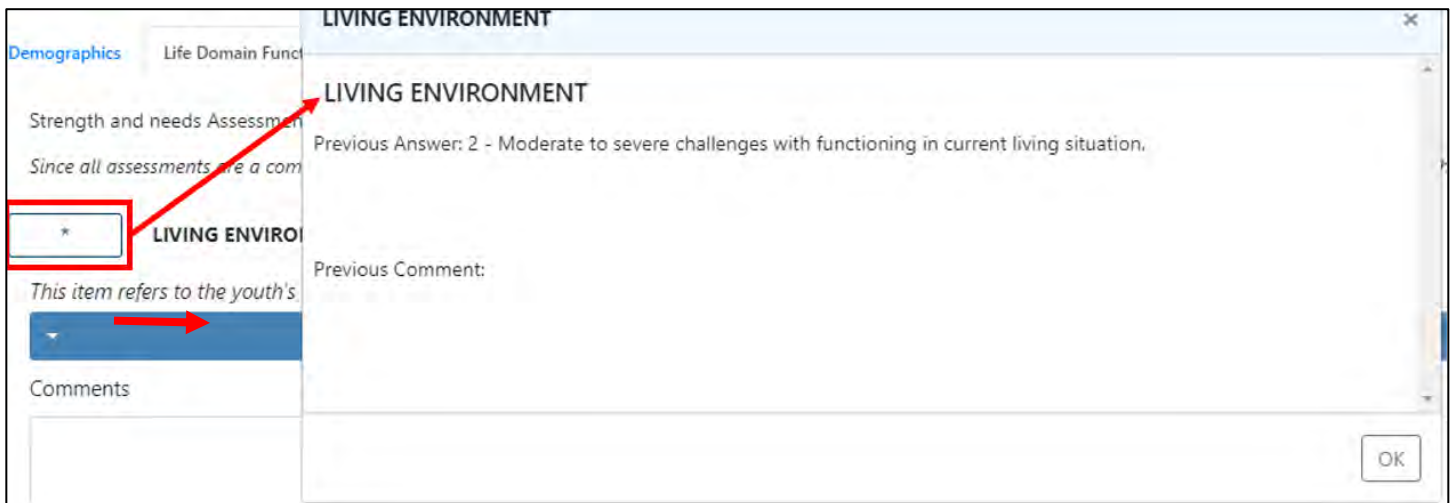 LIVING ENVIRONMENT
×
Demographics
Life Domain Funct
LIVING ENVIRONMENT
Strength and needs Assessmen
Previous Answer: 2 - Moderate to severe challenges with functioning in current living situation.
Since all assessments are a com
*
LIVING ENVIRO
Previous Comment:
This item refers to the youth's
Comments
OK